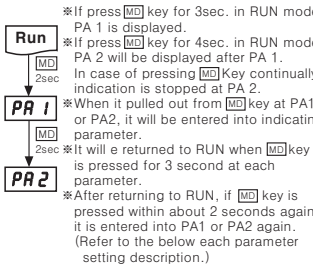 ※If press MD key for 3sec. in RUN mod
PA 1 is displayed.
Run
※If press MD key for 4sec. in RUN mod
PA 2 will be displayed after PA 1.
MD
2sec
In case of pressing MD Key continually
indication is stopped at PA 2.
PA 1
※When it pulled out from MD key at PA1
or PA2, it will be entered into indicatin
MD
parameter.
2sec
※It will e returned to RUN when MD key
is pressed for 3 second at each
PA 2
parameter.
※After returning to RUN, if MD key is
pressed within about 2 seconds again
it is entered into PA1 or PA2 again.
(Refer to the below each parameter
setting description.)